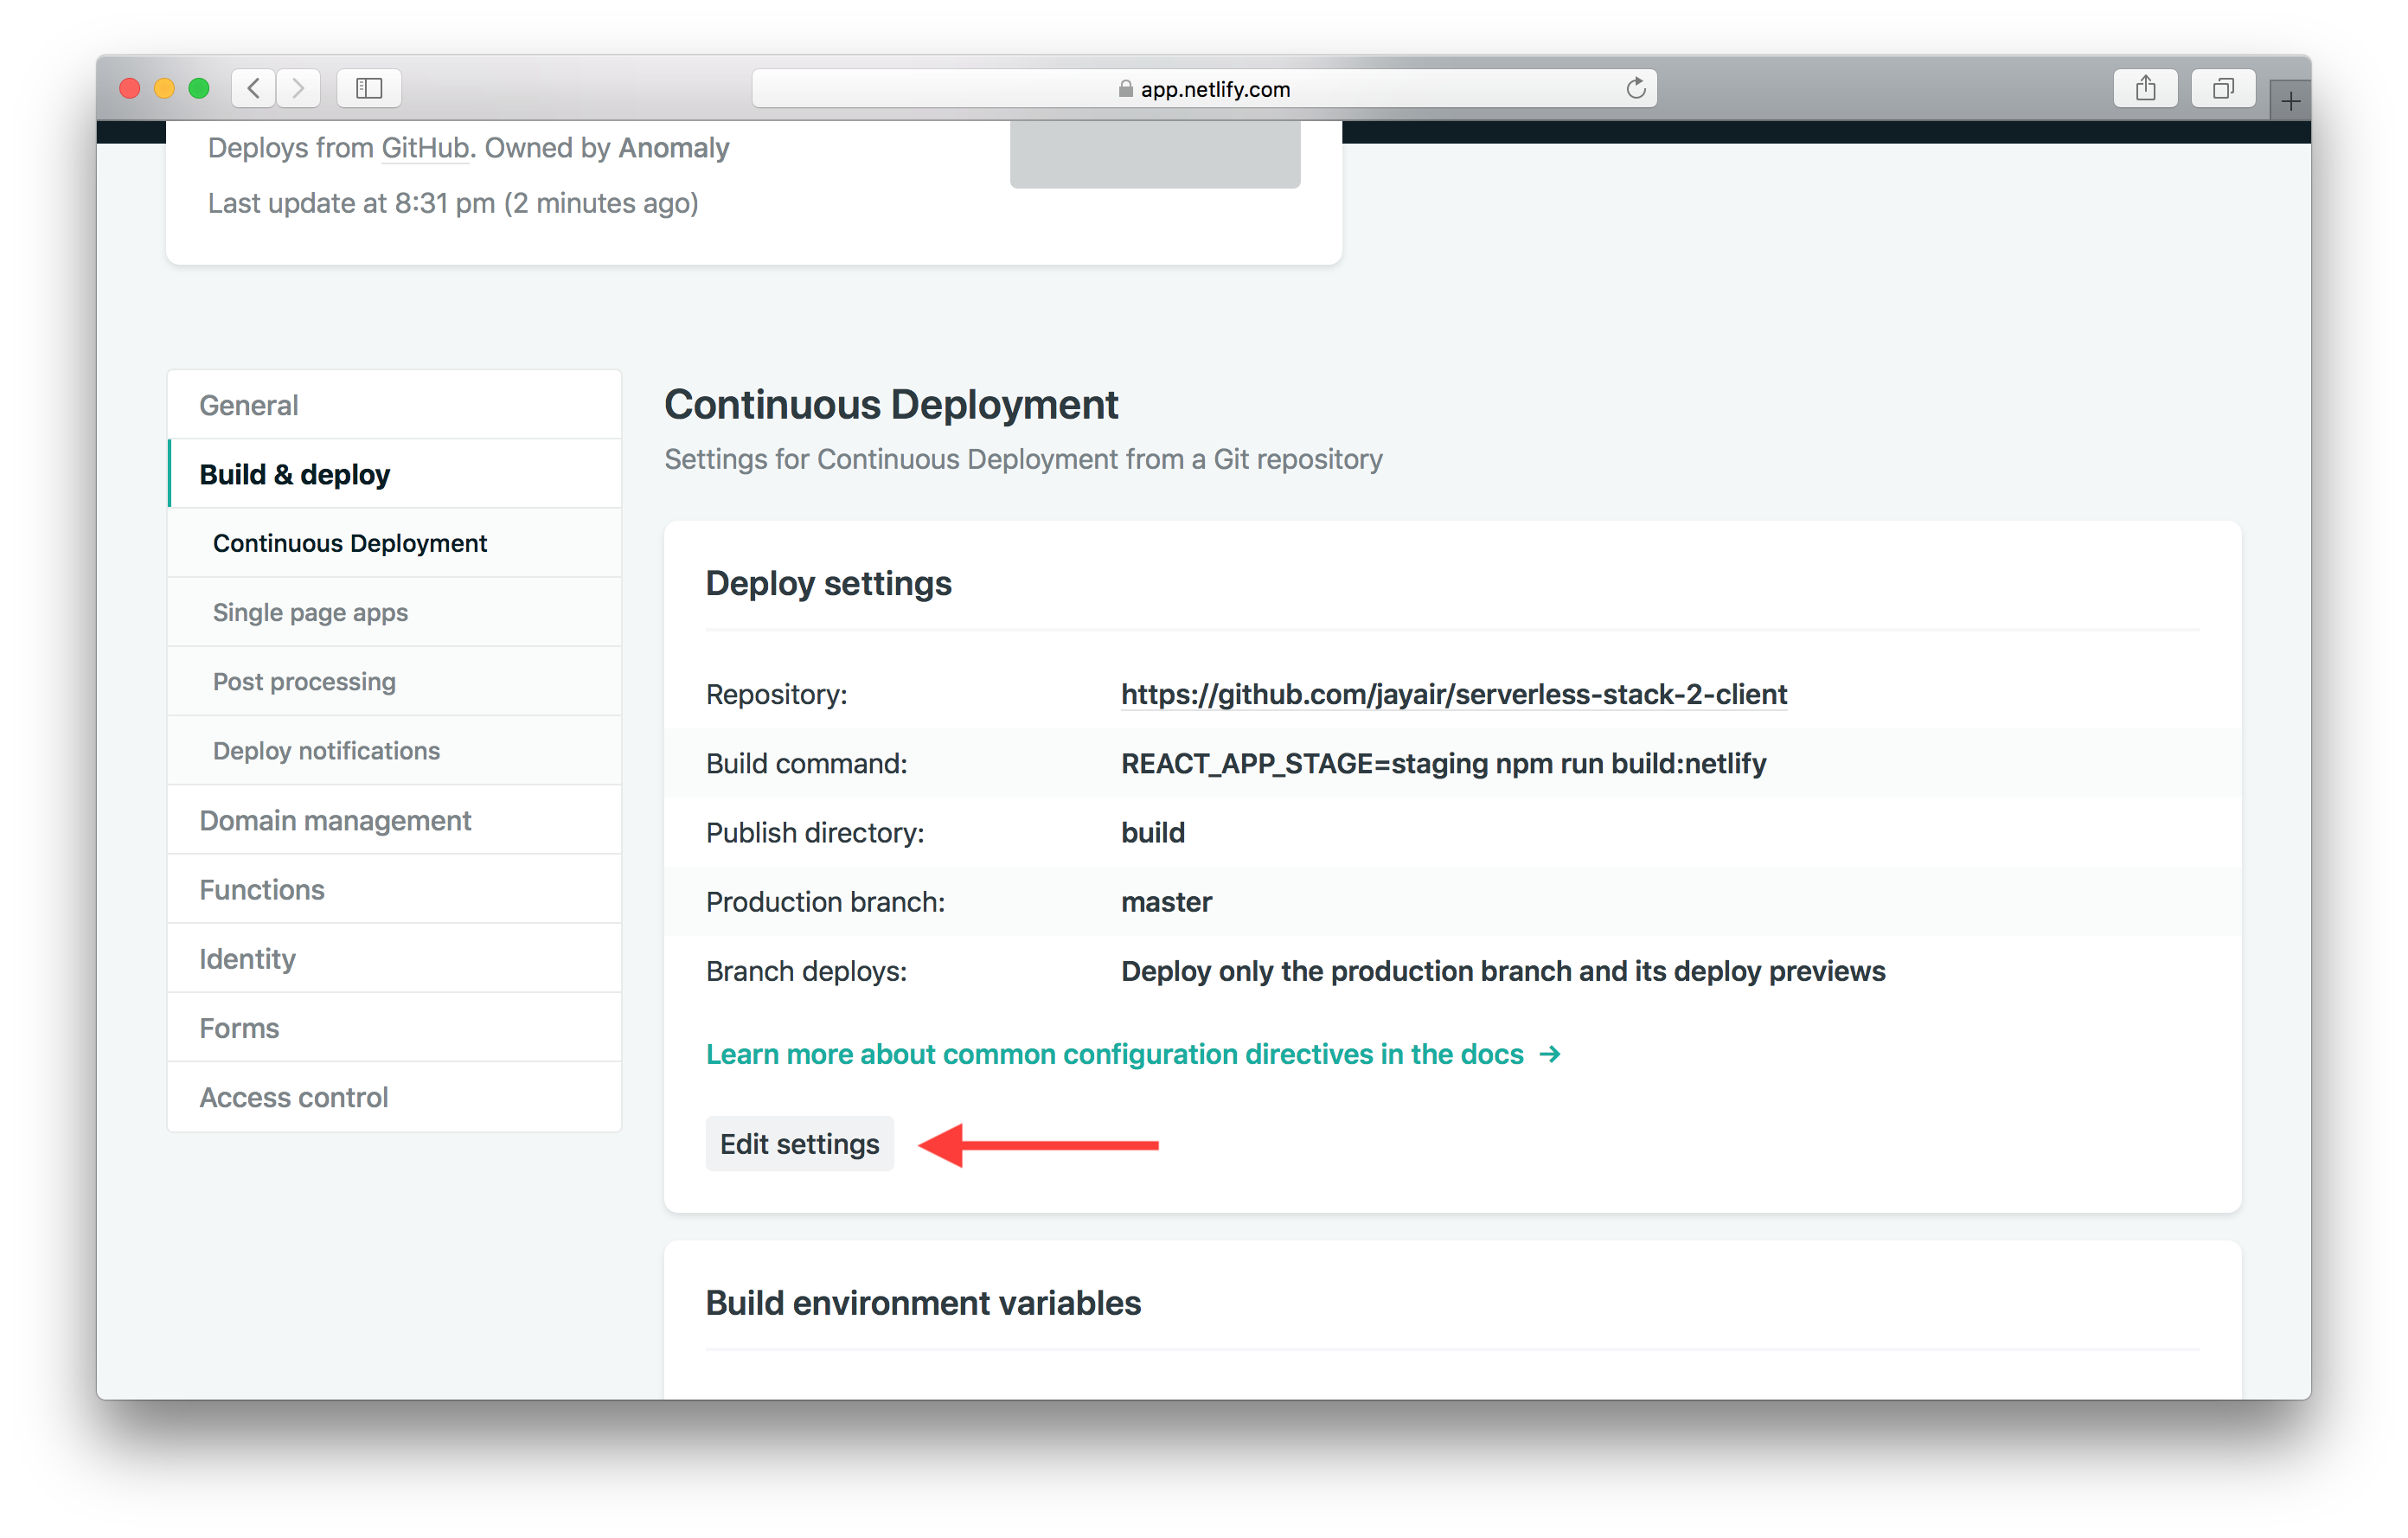 app.netlify.com
Deploys from GitHub. Owned by Anomaly
Last update at 8:31 pm (2 minutes ago)
General
Build & deploy
Continuous Deployment
Single page apps
Post processing
Deploy notifications
Domain management
Functions
Identity
Forms
Access control
Continuous Deployment
Settings for Continuous Deployment from a Git repository
Deploy settings
Repository: https://github.com/jayair/serverless-stack-2-client
Build command: REACT_APP_STAGE=staging npm run build:netlify
Publish directory: build
Production branch: master
Branch deploys: Deploy only the production branch and its deploy previews
Learn more about common configuration directives in the docs →
Edit settings
Build environment variables